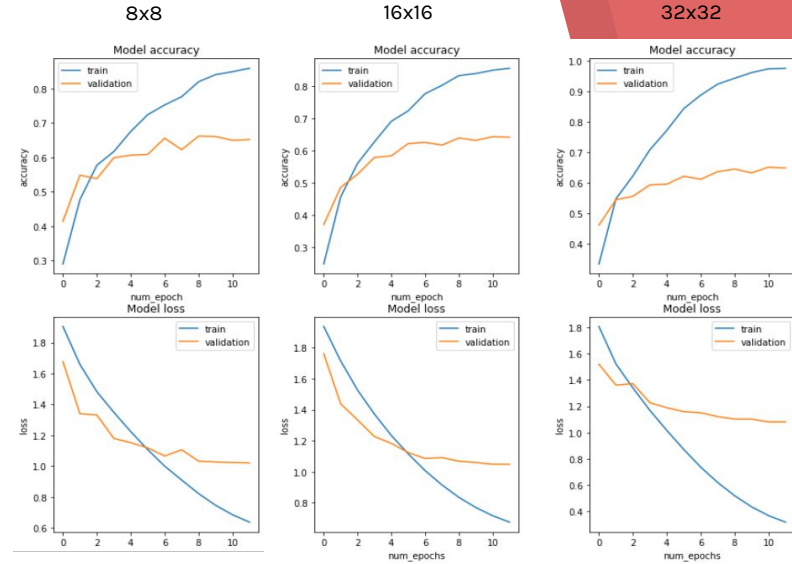 8x8
16x16
32x32
Model accuracy
train
validation
accuracy
0.8
0.7
0.6
0.5
0.4
0.3
0 2 4 6 8 10
num_epoch
Model accuracy
train
validation
accuracy
0.8
0.7
0.6
0.5
0.4
0.3
0 2 4 6 8 10
num_epoch
Model accuracy
train
validation
accuracy
1.0
0.9
0.8
0.7
0.6
0.5
0.4
0 2 4 6 8 10
num_epoch
Model loss
train
validation
loss
1.8
1.6
1.4
1.2
1.0
0.8
0.6
0 2 4 6 8 10
Model loss
train
validation
loss
1.8
1.6
1.4
1.2
1.0
0.8
0 2 4 6 8 10
num_epochs
Model loss
train
validation
loss
1.8
1.6
1.4
1.2
1.0
0.8
0.6
0.4
0 2 4 6 8 10
num_epochs